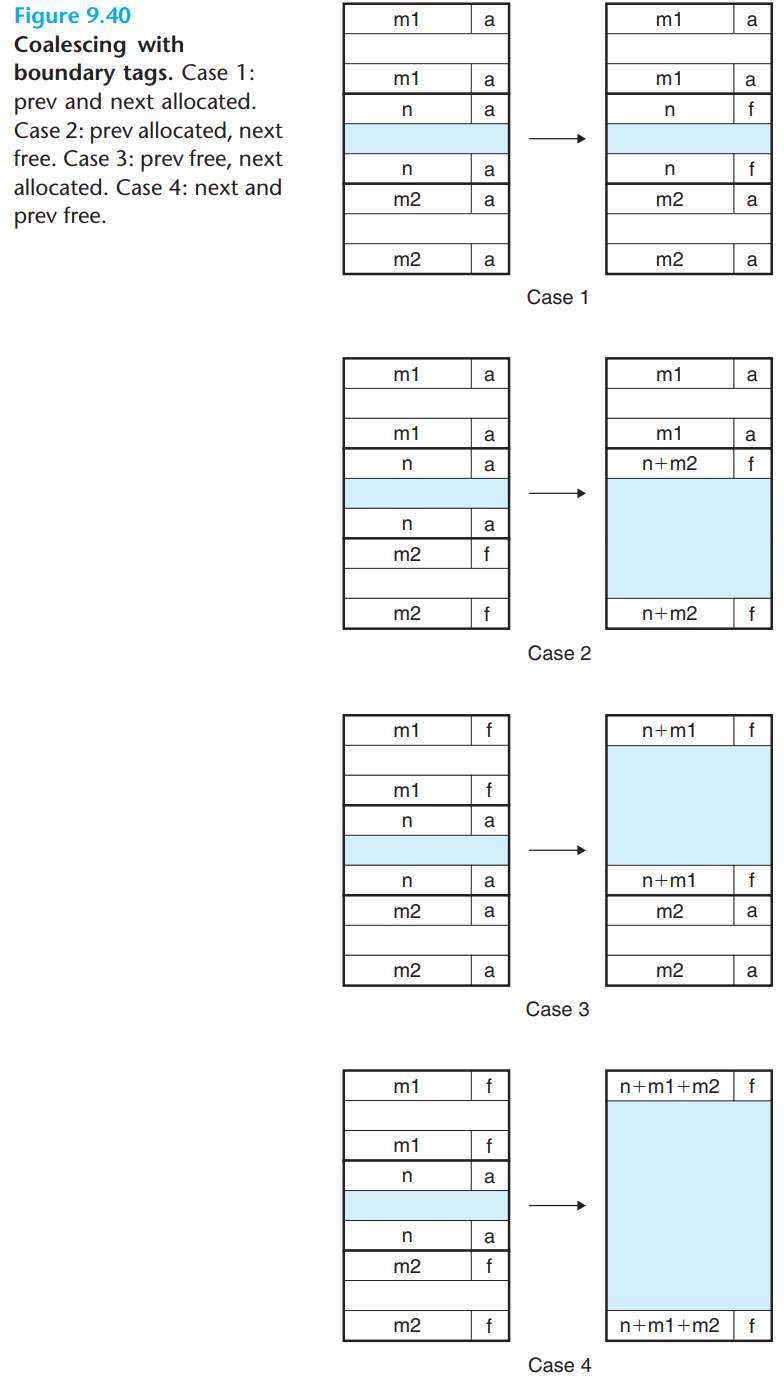 Figure 9.40
Coalescing with
boundary tags. Case 1:
prev and next allocated.
Case 2: prev allocated, next
free. Case 3: prev free, next
allocated. Case 4: next and
prev free.
m1 a m1 a
m1 a m1 a
n a n f
n a n f
m2 a m2 a
m2 a m2 a
Case 1
m1 a m1 a
m1 a m1 a
n a n+m2 f
n a
m2 f
m2 f n+m2 f
Case 2
m1 f n+m1 f
m1 f
n a
n a n+m1 f
m2 a m2 a
m2 a m2 a
Case 3
m1 f n+m1+m2 f
m1 f
n a
n a
m2 f
m2 f n+m1+m2 f
Case 4